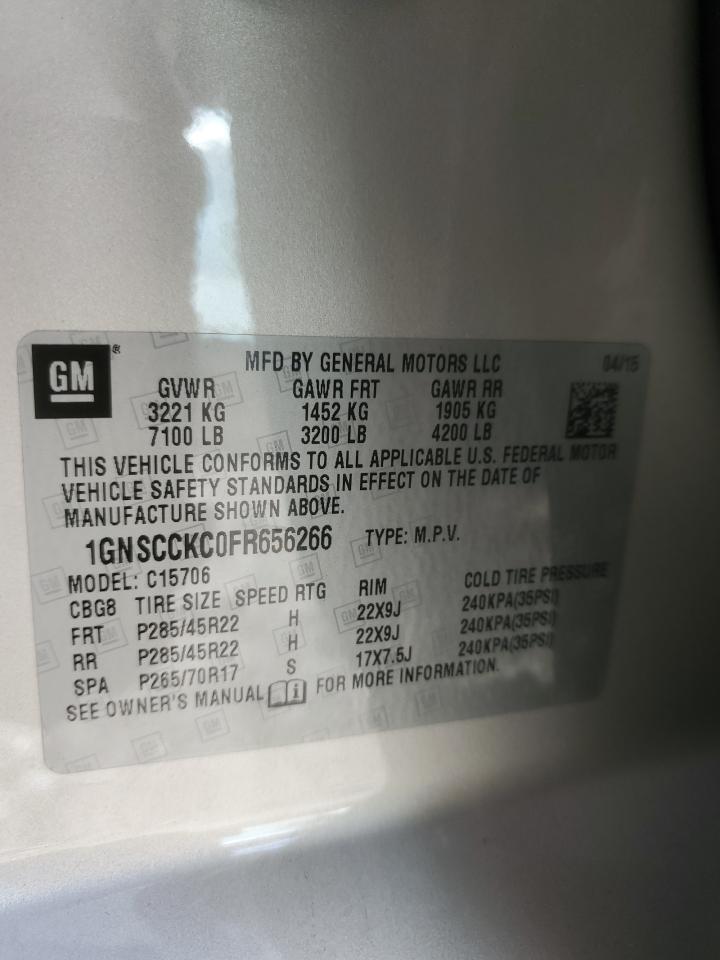 GM ®
MFD BY GENERAL MOTORS LLC 04/15
GVWR GAWR FRT GAWR RR
3221 KG 1452 KG 1905 KG
7100 LB 3200 LB 4200 LB
THIS VEHICLE CONFORMS TO ALL APPLICABLE U.S. FEDERAL MOTOR
VEHICLE SAFETY STANDARDS IN EFFECT ON THE DATE OF
MANUFACTURE SHOWN ABOVE.
1GNSCCKC0FR656266 TYPE: M.P.V.
MODEL: C15706
CBG8 TIRE SIZE SPEED RTG RIM COLD TIRE PRESSURE
FRT P285/45R22 H 22X9J 240KPA(35PSI)
RR P285/45R22 H 22X9J 240KPA(35PSI)
SPA P265/70R17 S 17X7.5J 240KPA(35PSI)
SEE OWNER'S MANUAL FOR MORE INFORMATION.